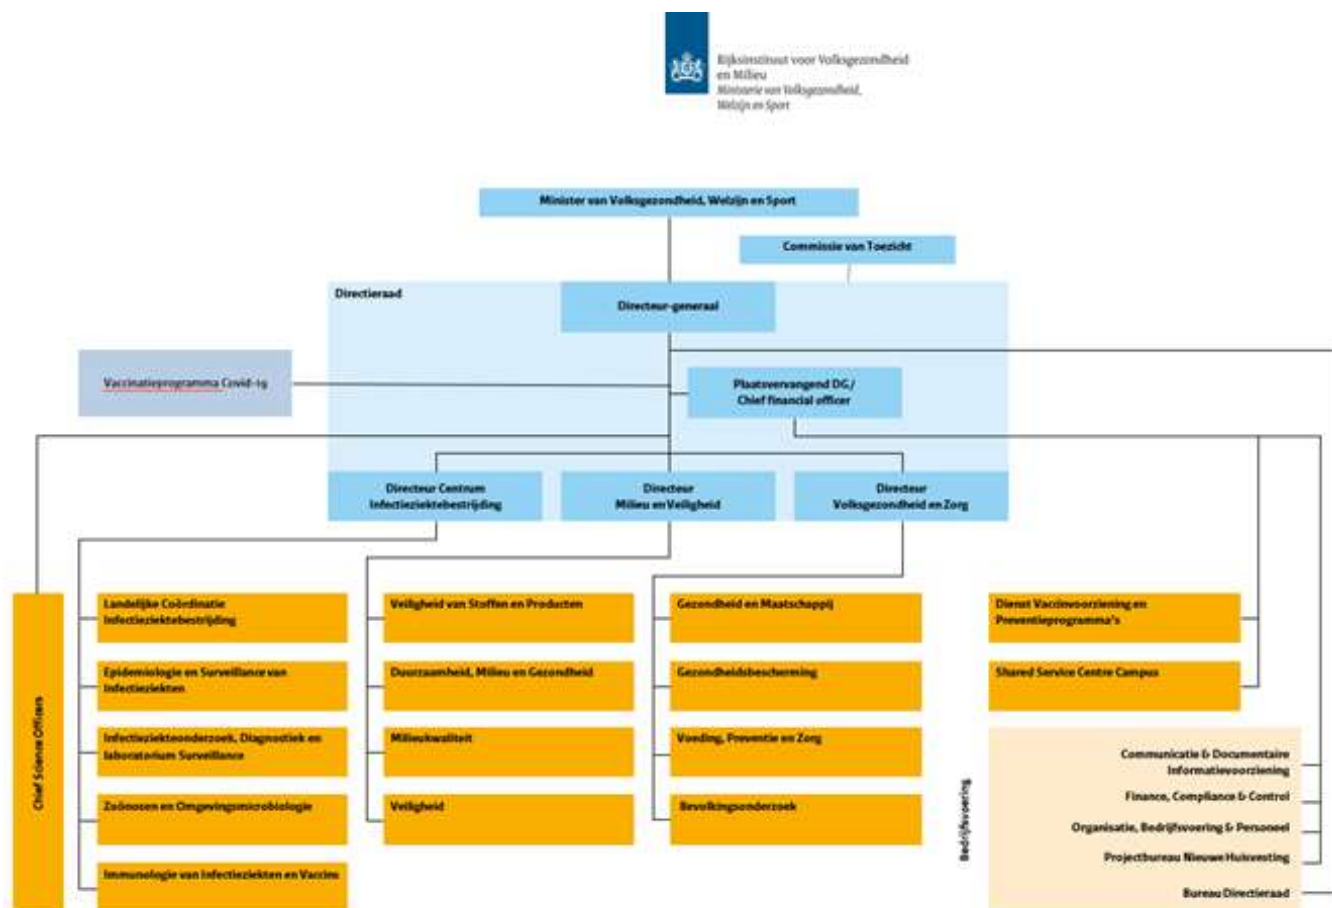 Rijksinstituut voor Volksgezondheid
en Milieu
Ministerie van Volksgezondheid,
Welzijn en Sport
Minister van Volksgezondheid, Welzijn en Sport
Commissie van Toezicht
Directieraad
Directeur-generaal
Vaccinatieprogramma Covid-19
Plaatsvervangend DG/
Chief financial officer
Directeur Centrum
Infectieziektebestrijding
Directeur
Milieu en Veiligheid
Directeur
Volksgezondheid en Zorg
Chief Science Officers
Landelijke Coördinatie
Infectieziektebestrijding
Epidemiologie en Surveillance van
Infectieziekten
Infectieziekteonderzoek, Diagnostiek en
laboratorium Surveillance
Zoönosen en Omgevingsmicrobiologie
Immunologie van Infectieziekten en Vaccins
Veiligheid van Stoffen en Producten
Duurzaamheid, Milieu en Gezondheid
Milieukwaliteit
Veiligheid
Gezondheid en Maatschappij
Gezondheidsbescherming
Voeding, Preventie en Zorg
Bevolkingsonderzoek
Dienst Vaccinvoorziening en
Preventieprogramma's
Shared Service Centre Campus
Bedrijfsvoering
Communicatie & Documentaire
Informatievoorziening
Finance, Compliance & Control
Organisatie, Bedrijfsvoering & Personeel
Projectbureau Nieuwe Huisvesting
Bureau Directieraad